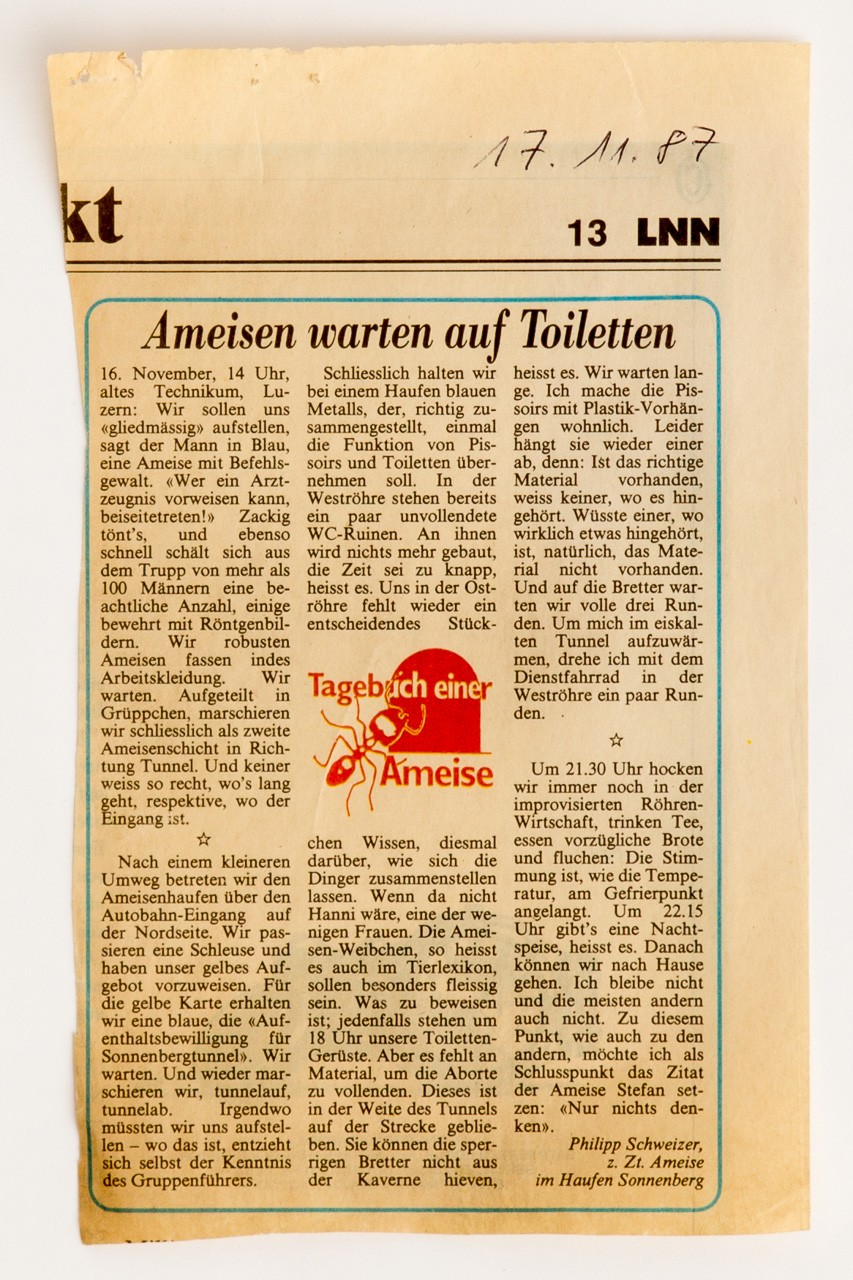 17. 11. 87
kt
13 LNN
Ameisen warten auf Toiletten
16. November, 14 Uhr,
altes Technikum, Lu-
zern: Wir sollen uns
«gliedmässig» aufstellen,
sagt der Mann in Blau,
eine Ameise mit Befehls-
gewalt. «Wer ein Arzt-
zeugnis vorweisen kann,
beiseitetreten!» Zackig
tönt's, und ebenso
schnell schält sich aus
dem Trupp von mehr als
100 Männern eine be-
achtliche Anzahl, einige
bewehrt mit Röntgenbil-
dern. Wir robusten
Ameisen fassen indes
Arbeitskleidung. Wir
warten. Aufgeteilt in
Grüppchen, marschieren
wir schliesslich als zweite
Ameisenschicht in Rich-
tung Tunnel. Und keiner
weiss so recht, wo's lang
geht, respektive, wo der
Eingang ist.
☆
Nach einem kleineren
Umweg betreten wir den
Ameisenhaufen über den
Autobahn-Eingang auf
der Nordseite. Wir pas-
sieren eine Schleuse und
haben unser gelbes Auf-
gebot vorzuweisen. Für
die gelbe Karte erhalten
wir eine blaue, die «Auf-
enthaltsbewilligung für
Sonnenbergtunnel». Wir
warten. Und wieder mar-
schieren wir, tunnelauf,
tunnelab. Irgendwo
müssten wir uns aufstel-
len – wo das ist, entzieht
sich selbst der Kenntnis
des Gruppenführers.
Schliesslich halten wir
bei einem Haufen blauen
Metalls, der, richtig zu-
sammengestellt, einmal
die Funktion von Pis-
soirs und Toiletten über-
nehmen soll. In der
Weströhre stehen bereits
ein paar unvollendete
WC-Ruinen. An ihnen
wird nichts mehr gebaut,
die Zeit sei zu knapp,
heisst es. Uns in der Ost-
röhre fehlt wieder ein
entscheidendes Stück-
Tagebuch einer
Ameise
chen Wissen, diesmal
darüber, wie sich die
Dinger zusammenstellen
lassen. Wenn da nicht
Hanni wäre, eine der we-
nigen Frauen. Die Amei-
sen-Weibchen, so heisst
es auch im Tierlexikon,
sollen besonders fleissig
sein. Was zu beweisen
ist; jedenfalls stehen um
18 Uhr unsere Toiletten-
Gerüste. Aber es fehlt an
Material, um die Aborte
zu vollenden. Dieses ist
in der Weite des Tunnels
auf der Strecke geblie-
ben. Sie können die sper-
rigen Bretter nicht aus
der Kaverne hieven,
heisst es. Wir warten lan-
ge. Ich mache die Pis-
soirs mit Plastik-Vorhän-
gen wohnlich. Leider
hängt sie wieder einer
ab, denn: Ist das richtige
Material vorhanden,
weiss keiner, wo es hin-
gehört. Wüsste einer, wo
wirklich etwas hingehört,
ist, natürlich, das Mate-
rial nicht vorhanden.
Und auf die Bretter war-
ten wir volle drei Run-
den. Um mich im eiskal-
ten Tunnel aufzuwär-
men, drehe ich mit dem
Dienstfahrrad in der
Weströhre ein paar Run-
den.
☆
Um 21.30 Uhr hocken
wir immer noch in der
improvisierten Röhren-
Wirtschaft, trinken Tee,
essen vorzügliche Brote
und fluchen: Die Stim-
mung ist, wie die Tempe-
ratur, am Gefrierpunkt
angelangt. Um 22.15
Uhr gibt's eine Nacht-
speise, heisst es. Danach
können wir nach Hause
gehen. Ich bleibe nicht
und die meisten andern
auch nicht. Zu diesem
Punkt, wie auch zu den
andern, möchte ich als
Schlusspunkt das Zitat
der Ameise Stefan set-
zen: «Nur nichts den-
ken».
Philipp Schweizer,
z. Zt. Ameise
im Haufen Sonnenberg